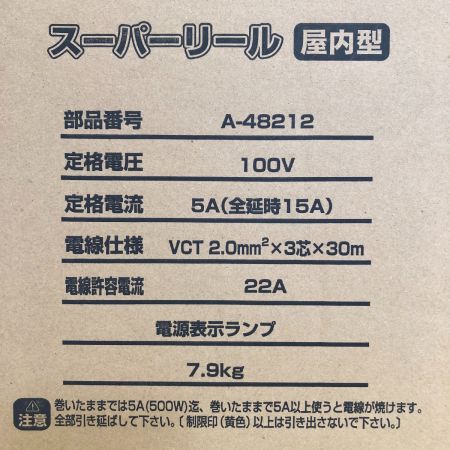 スーパーリール 屋内型
部品番号 A-48212
定格電圧 100V
定格電流 5A(全延時15A)
電線仕様 VCT 2.0mm²×3芯×30m
電線許容電流 22A
電源表示ランプ
7.9kg
注意 巻いたままでは5A(500W)迄、巻いたままで5A以上使うと電線が焼けます。
全部引き延ばして下さい。〔制限印(黄色)以上は引き出さないで下さい。〕